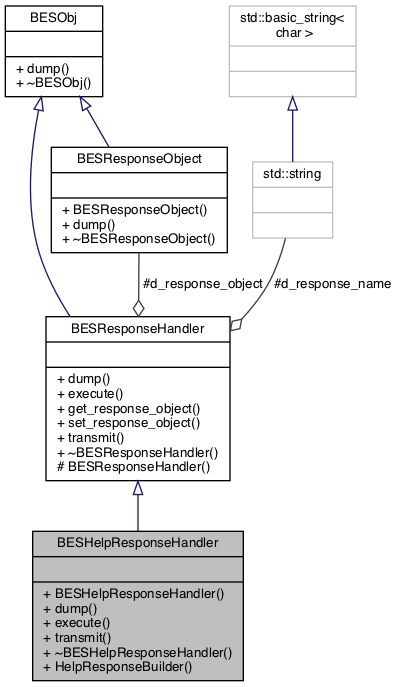 BESObj
+ dump()
+ ~BESObj()
std::basic_string<
char >
BESResponseObject
+ BESResponseObject()
+ dump()
+ ~BESResponseObject()
std::string
#d_response_object
#d_response_name
BESResponseHandler
+ dump()
+ execute()
+ get_response_object()
+ set_response_object()
+ transmit()
+ ~BESResponseHandler()
# BESResponseHandler()
BESHelpResponseHandler
+ BESHelpResponseHandler()
+ dump()
+ execute()
+ transmit()
+ ~BESHelpResponseHandler()
+ HelpResponseBuilder()